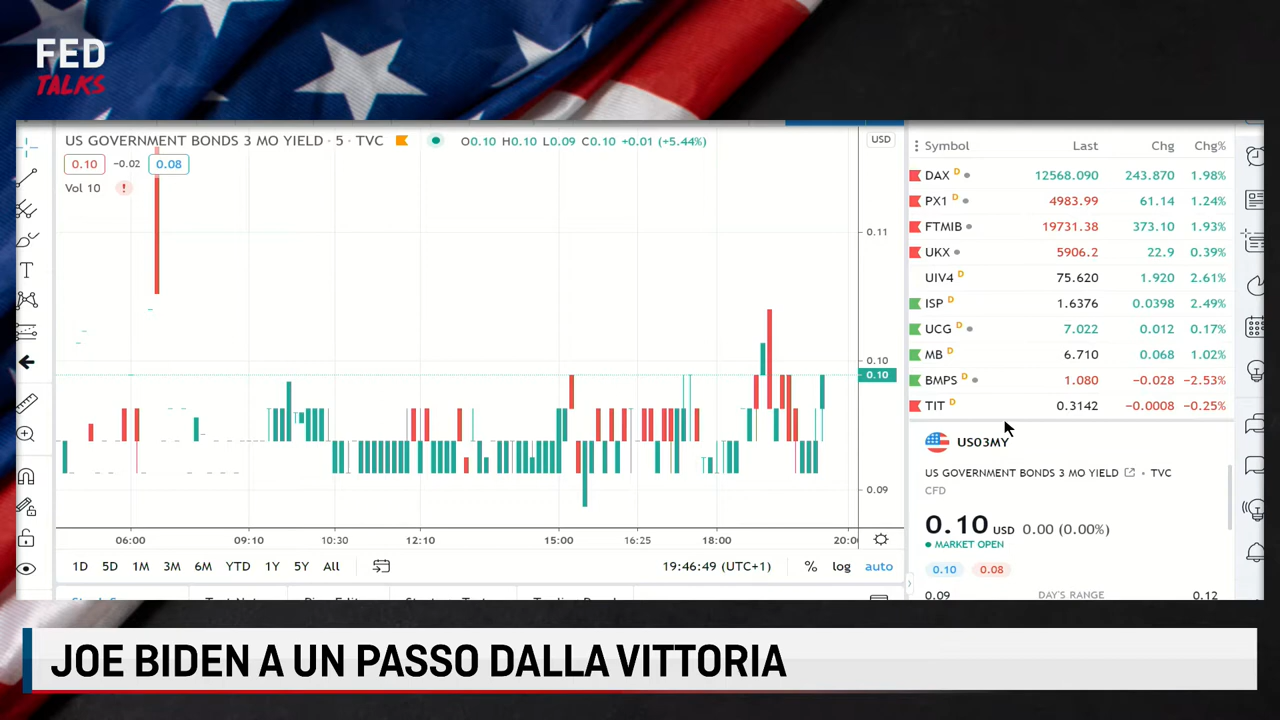 FED
TALKS
US GOVERNMENT BONDS 3 MO YIELD · 5 · TVC O0.10 H0.10 L0.09 C0.10 +0.01 (+5.44%)
USD
0.10 −0.02 0.08
Vol 10 !
0.11
0.10
0.10
0.09
06:00 09:10 10:30 12:10 15:00 16:25 18:00 20:00
1D 5D 1M 3M 6M YTD 1Y 5Y All 19:46:49 (UTC+1) % log auto
Symbol Last Chg Chg%
DAX D 12568.090 243.870 1.98%
PX1 D 4983.99 61.14 1.24%
FTMIB 19731.38 373.10 1.93%
UKX 5906.2 22.9 0.39%
UIV4 D 75.620 1.920 2.61%
ISP D 1.6376 0.0398 2.49%
UCG D 7.022 0.012 0.17%
MB D 6.710 0.068 1.02%
BMPS D 1.080 −0.028 −2.53%
TIT D 0.3142 −0.0008 −0.25%
US03MY
US GOVERNMENT BONDS 3 MO YIELD · TVC
CFD
0.10 USD 0.00 (0.00%)
MARKET OPEN
0.10 0.08
0.09 DAY'S RANGE 0.12
JOE BIDEN A UN PASSO DALLA VITTORIA